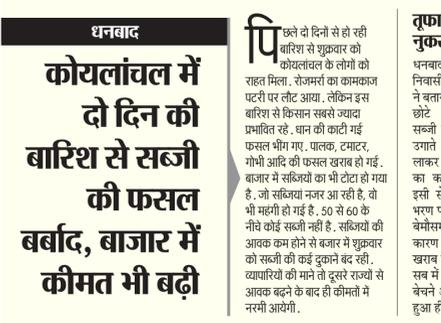 धनबाद
कोयलांचल में
दो दिन की
बारिश से सब्जी
की फसल
बर्बाद, बाजार में
कीमत भी बढ़ी
पिछले दो दिनों से हो रही
बारिश से शुक्रवार को
कोयलांचल के लोगों को
राहत मिला. रोजमर्रा का कामकाज
पटरी पर लौट आया. लेकिन इस
बारिश से किसान सबसे ज्यादा
प्रभावित रहे. धान की काटी गई
फसल भींग गए. पालक, टमाटर,
गोभी आदि की फसल खराब हो गई.
बाजार में सब्जियों का भी टोटा हो गया
है. जो सब्जियां नजर आ रही है, वो
भी महंगी हो गई है. 50 से 60 के
नीचे कोई सब्जी नहीं है. सब्जियों की
आवक कम होने से बाजार में शुक्रवार
को सब्जी की कई दुकानें बंद रही.
व्यापारियों की माने तो दूसरे राज्यों से
आवक बढ़ने के बाद ही कीमतों में
नरमी आयेगी.
तूफा
नुकर
धनबाद
निवासी
ने बता
छोटे
सब्जी
उगाते
लाकर
का क
इसी से
भरण प
बेमौसम
कारण
खराब
सब में
बेचने
हुआ ही